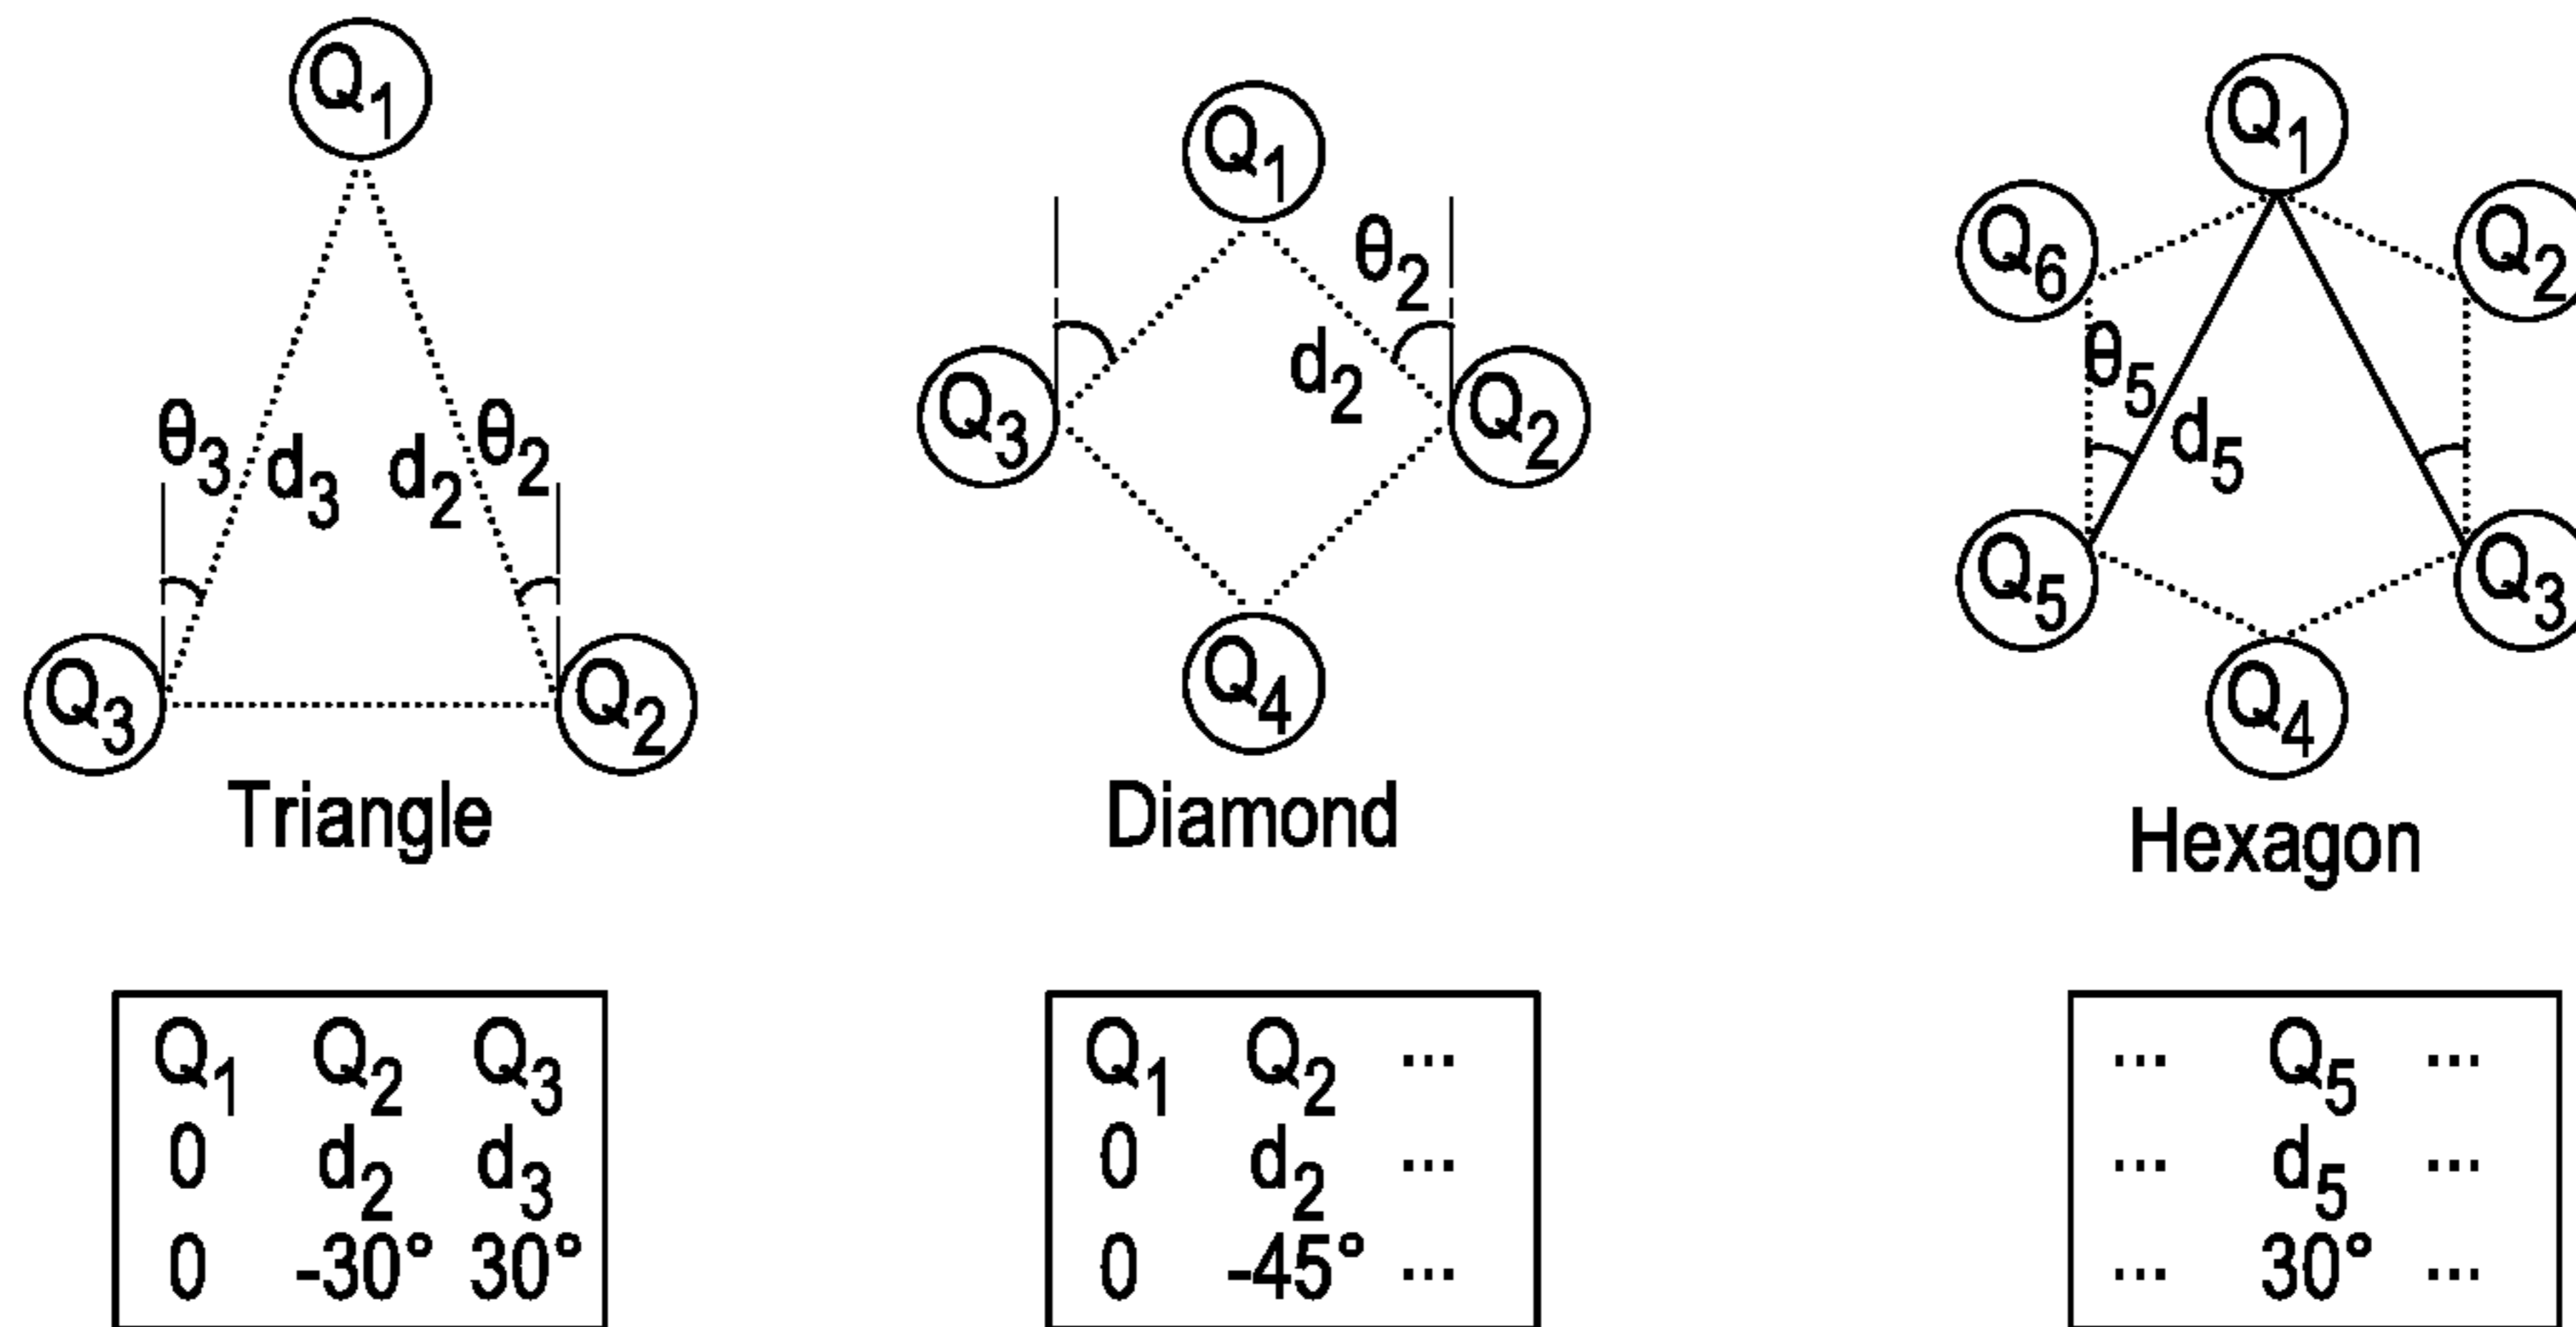 Q1
θ3 d3 d2 θ2
Q3 Q2
Triangle
Q1 Q2 Q3
0 d2 d3
0 -30° 30°
Q1
θ2
d2
Q3 Q2
Q4
Diamond
Q1 Q2 ...
0 d2 ...
0 -45° ...
Q1
Q6 Q2
θ5 d5
Q5 Q3
Q4
Hexagon
... Q5 ...
... d5 ...
... 30° ...